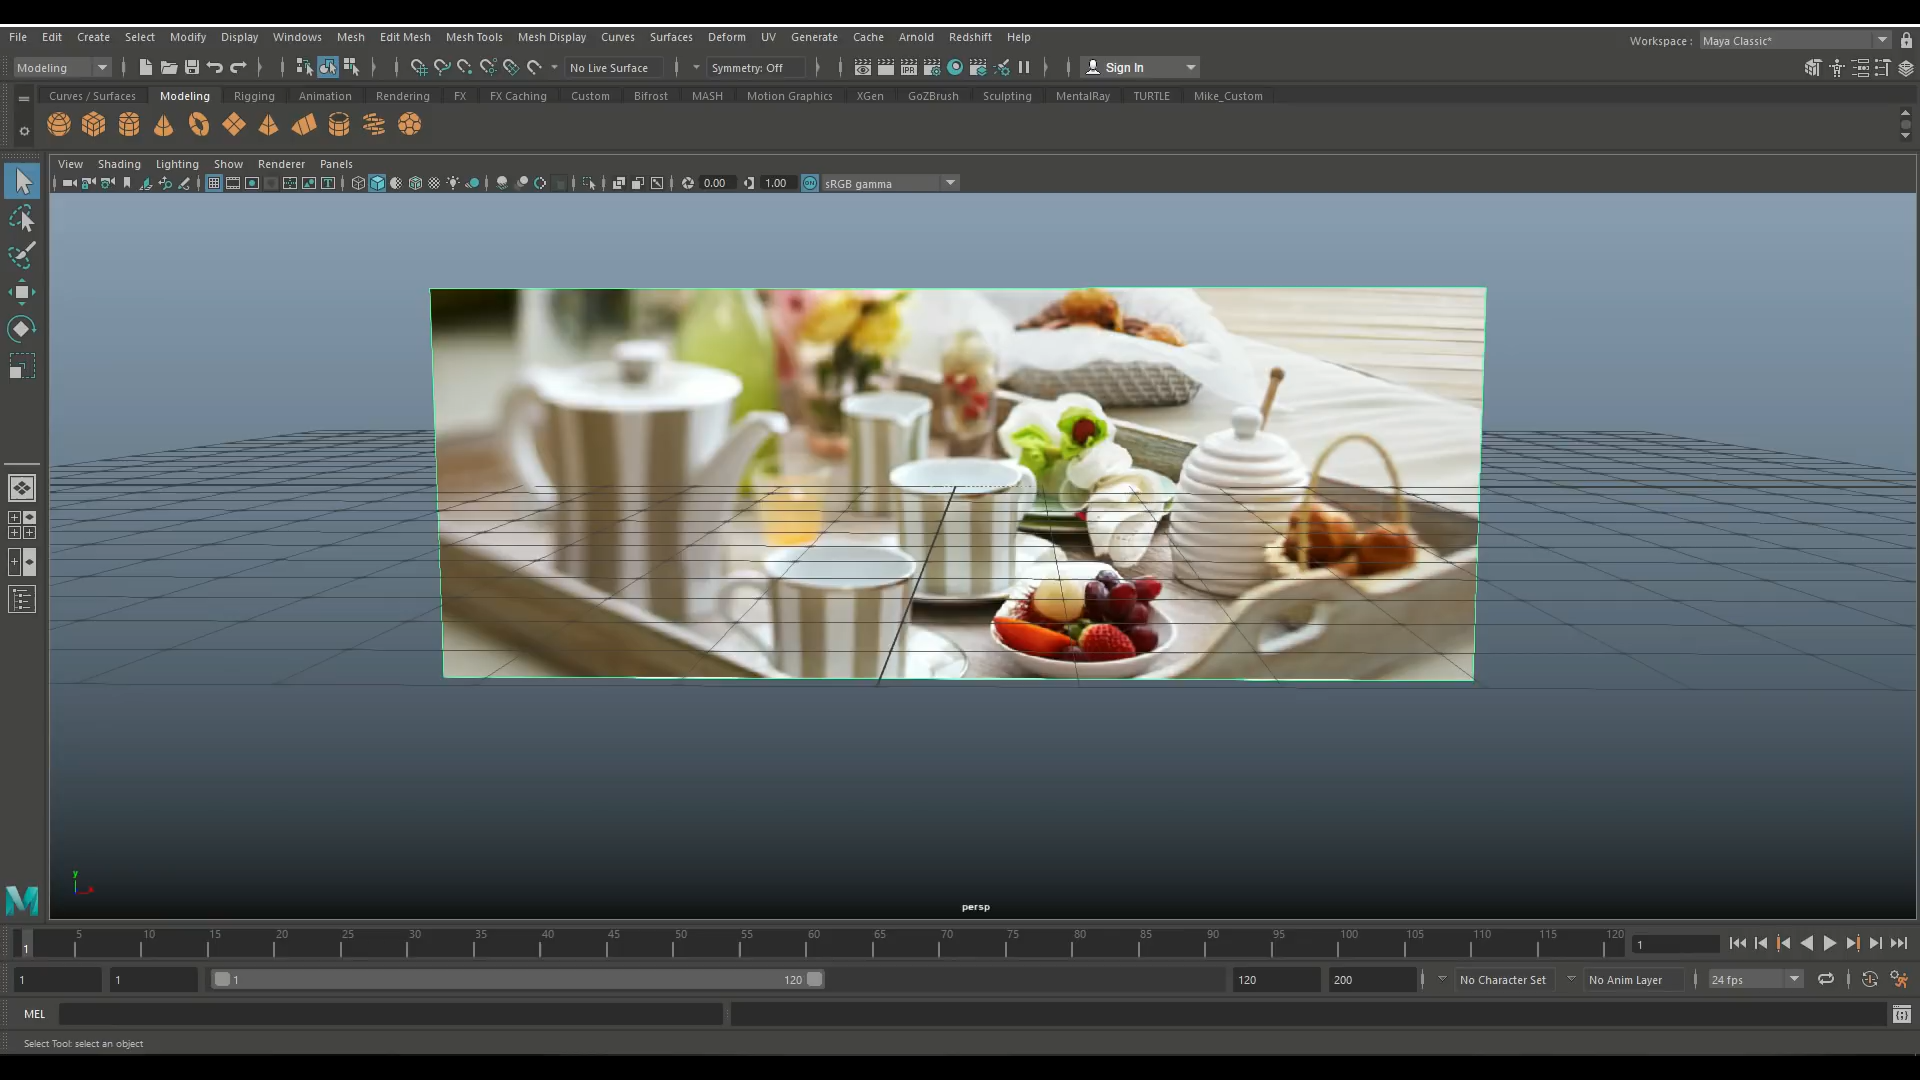 File Edit Create Select Modify Display Windows Mesh Edit Mesh Mesh Tools Mesh Display Curves Surfaces Deform UV Generate Cache Arnold Redshift Help
Workspace : Maya Classic*
Modeling No Live Surface Symmetry: Off Sign In
Curves / Surfaces Modeling Rigging Animation Rendering FX FX Caching Custom Bifrost MASH Motion Graphics XGen GoZBrush Sculpting MentalRay TURTLE Mike_Custom
View Shading Lighting Show Renderer Panels
0.00 1.00 ON sRGB gamma
y
x
persp
1 5 10 15 20 25 30 35 40 45 50 55 60 65 70 75 80 85 90 95 100 105 110 115 120 1
1 1 1 120 120 200 No Character Set No Anim Layer 24 fps
MEL
Select Tool: select an object